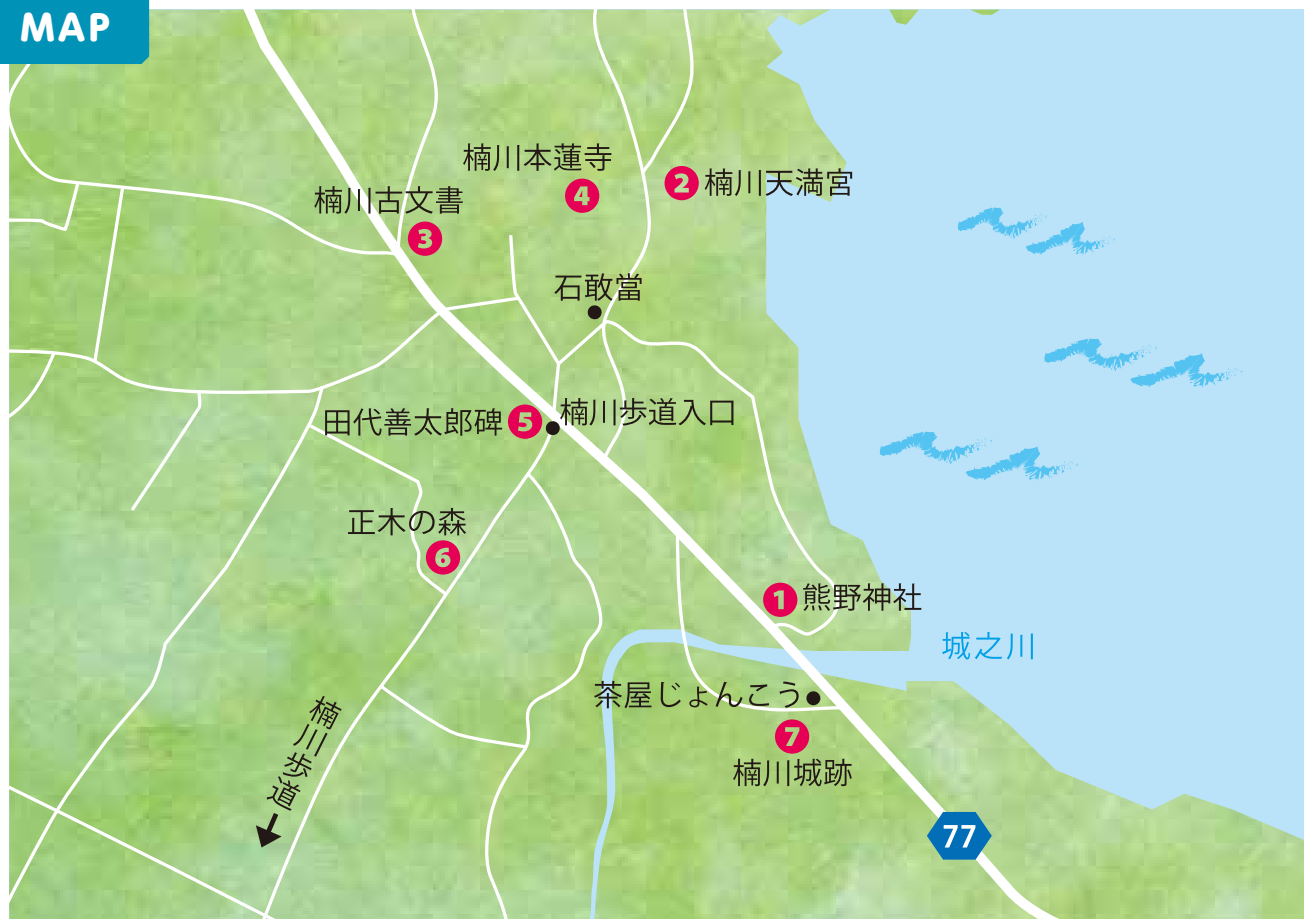 MAP
楠川本蓮寺
4
2 楠川天満宮
楠川古文書
3
石敢當
田代善太郎碑 5
楠川歩道入口
正木の森
6
1 熊野神社
城之川
茶屋じょんこう
7
楠川城跡
楠川歩道
77